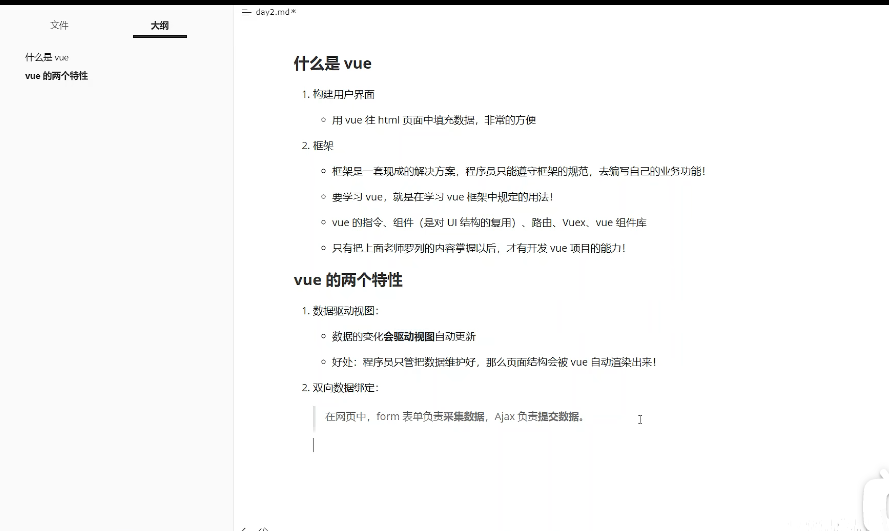 文件
大纲
day2.md*
什么是 vue
vue 的两个特性
什么是 vue
1. 构建用户界面
用 vue 往 html 页面中填充数据，非常的方便
2. 框架
框架是一套现成的解决方案，程序员只能遵守框架的规范，去编写自己的业务功能！
要学习 vue，就是在学习 vue 框架中规定的用法！
vue 的指令、组件（是对 UI 结构的复用）、路由、Vuex、vue 组件库
只有把上面老师罗列的内容掌握以后，才有开发 vue 项目的能力！
vue 的两个特性
1. 数据驱动视图：
数据的变化会驱动视图自动更新
好处：程序员只管把数据维护好，那么页面结构会被 vue 自动渲染出来！
2. 双向数据绑定：
在网页中，form 表单负责采集数据，Ajax 负责提交数据。